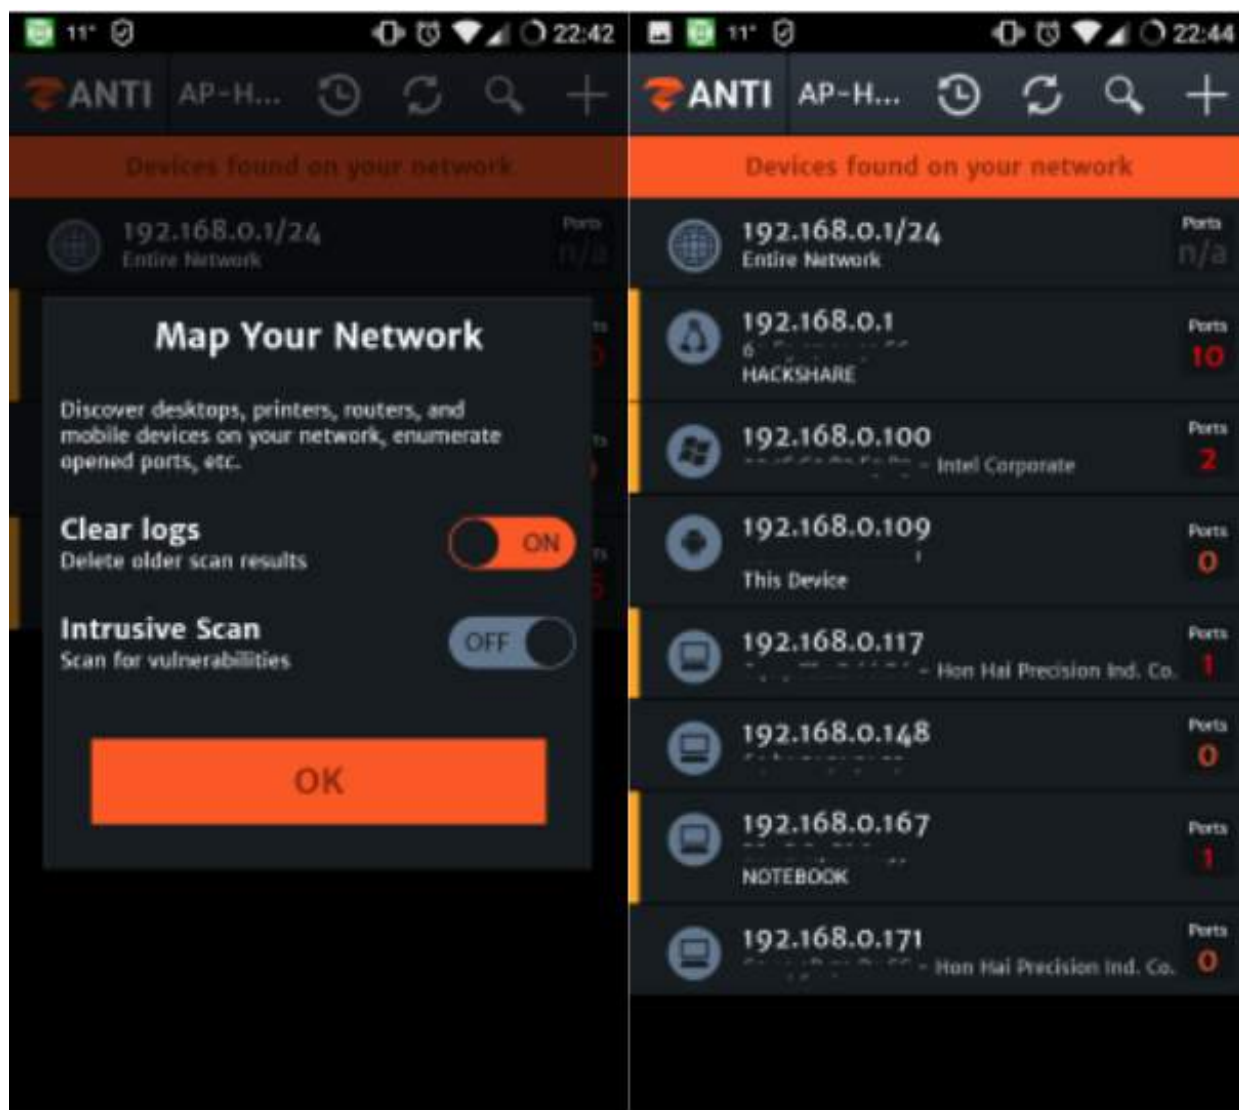 11°
22:42
ANTI AP-H...
Devices found on your network
192.168.0.1/24
Entire Network
Ports
n/a
Map Your Network
Discover desktops, printers, routers, and
mobile devices on your network, enumerate
opened ports, etc.
Clear logs
Delete older scan results
ON
Intrusive Scan
Scan for vulnerabilities
OFF
OK
11°
22:44
ANTI AP-H...
Devices found on your network
192.168.0.1/24
Entire Network
Ports
n/a
192.168.0.1
HACKSHARE
Ports
10
192.168.0.100
- Intel Corporate
Ports
2
192.168.0.109
This Device
Ports
0
192.168.0.117
- Hon Hai Precision Ind. Co.
Ports
1
192.168.0.148
Ports
0
192.168.0.167
NOTEBOOK
Ports
1
192.168.0.171
- Hon Hai Precision Ind. Co.
Ports
0